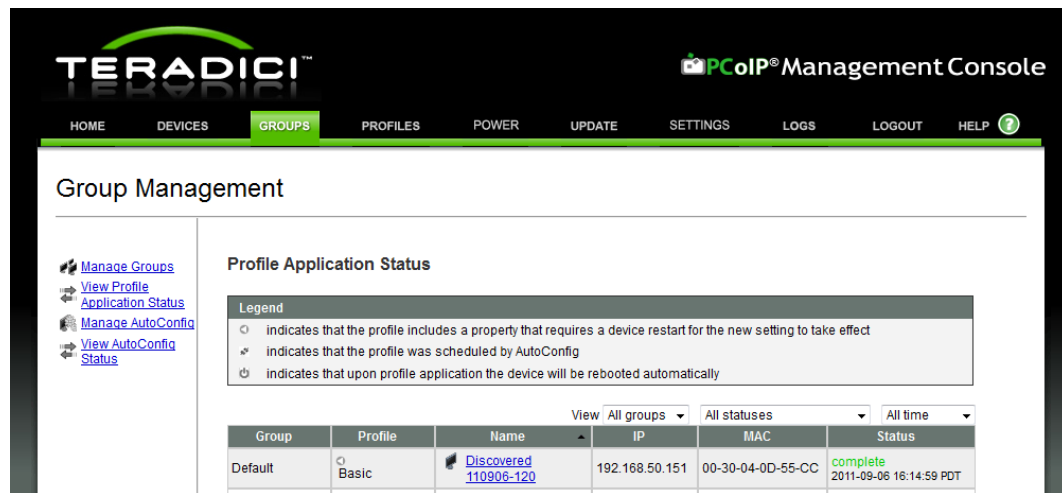 TERADICI™
PCoIP® Management Console
HOME DEVICES GROUPS PROFILES POWER UPDATE SETTINGS LOGS LOGOUT HELP ?
Group Management
Manage Groups
View Profile
Application Status
Manage AutoConfig
View AutoConfig
Status
Profile Application Status
Legend
indicates that the profile includes a property that requires a device restart for the new setting to take effect
indicates that the profile was scheduled by AutoConfig
indicates that upon profile application the device will be rebooted automatically
View All groups All statuses All time
Group Profile Name IP MAC Status
Default Basic Discovered 110906-120 192.168.50.151 00-30-04-0D-55-CC complete 2011-09-06 16:14:59 PDT